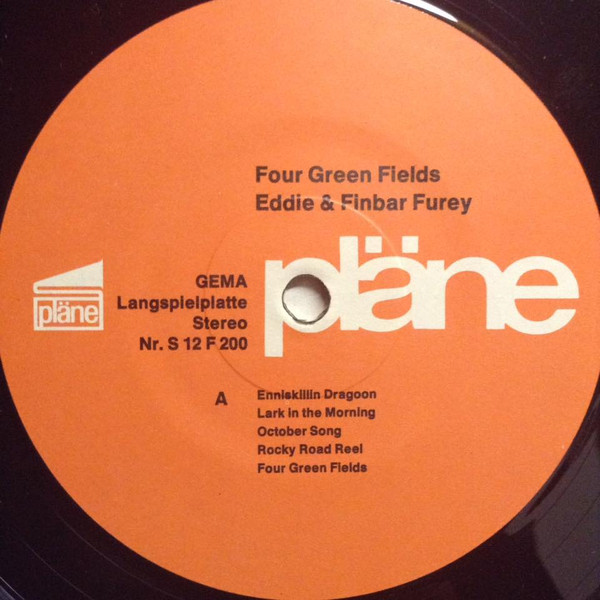 Four Green Fields
Eddie & Finbar Furey
pläne
pläne
GEMA
Langspielplatte
Stereo
Nr. S 12 F 200
A
Enniskillin Dragoon
Lark in the Morning
October Song
Rocky Road Reel
Four Green Fields